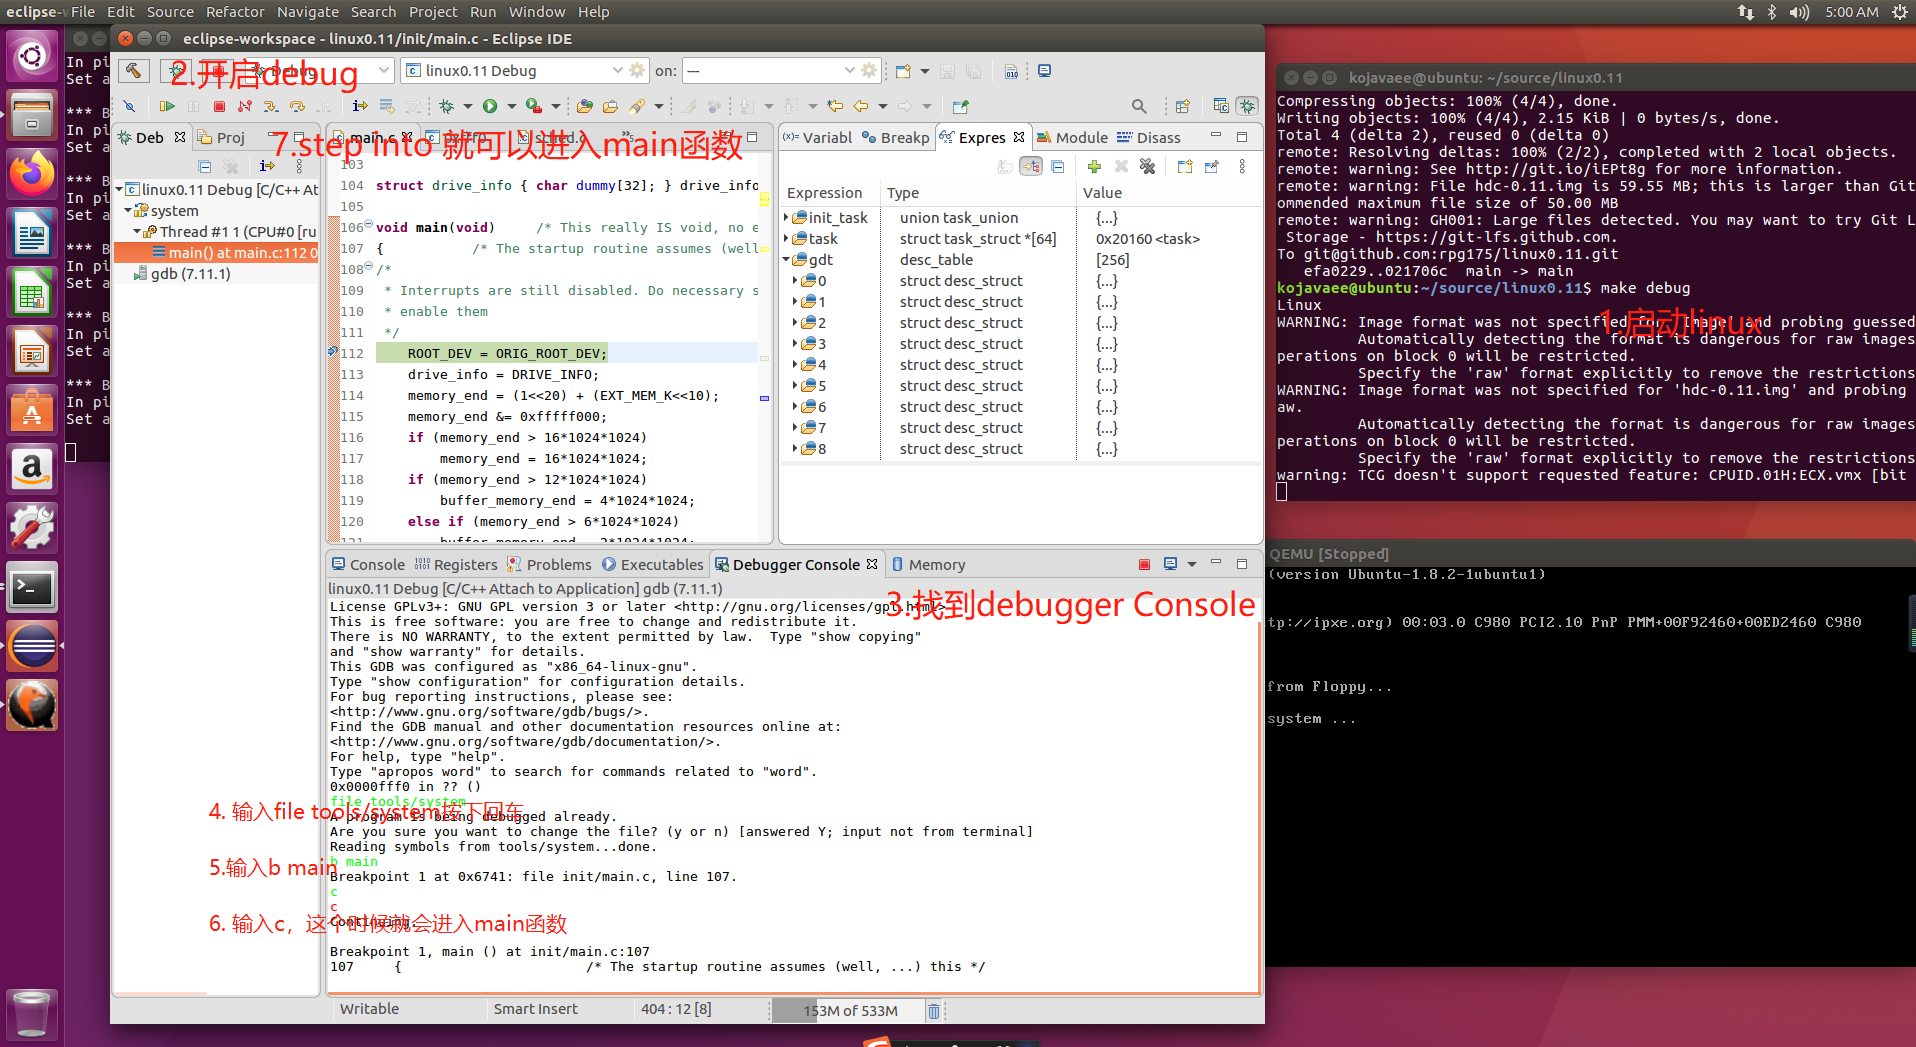 eclipse-w File Edit Source Refactor Navigate Search Project Run Window Help
5:00 AM
eclipse-workspace - linux0.11/init/main.c - Eclipse IDE
2.开启debug
linux0.11 Debug
on:
---
Deb
Proj
main.c
sched.c
7.step into 就可以进入main函数
linux0.11 Debug [C/C++ At
system
Thread #1 1 (CPU#0 [ru
main() at main.c:112 0
gdb (7.11.1)
In pi
Set a
*** B
In pi
Set a
*** B
In pi
Set a
*** B
In pi
Set a
*** B
In pi
Set a
*** B
In pi
Set a
103
104 struct drive_info { char dummy[32]; } drive_info
105
106 void main(void) /* This really IS void, no e
107 { /* The startup routine assumes (well
108 /*
109 * Interrupts are still disabled. Do necessary s
110 * enable them
111 */
112 ROOT_DEV = ORIG_ROOT_DEV;
113 drive_info = DRIVE_INFO;
114 memory_end = (1<<20) + (EXT_MEM_K<<10);
115 memory_end &= 0xfffff000;
116 if (memory_end > 16*1024*1024)
117 memory_end = 16*1024*1024;
118 if (memory_end > 12*1024*1024)
119 buffer_memory_end = 4*1024*1024;
120 else if (memory_end > 6*1024*1024)
121 buffer_memory_end = 2*1024*1024;
Variabl Breakp Expres Module Disass
Expression Type Value
init_task union task_union {...}
task struct task_struct *[64] 0x20160 <task>
gdt desc_table [256]
0 struct desc_struct {...}
1 struct desc_struct {...}
2 struct desc_struct {...}
3 struct desc_struct {...}
4 struct desc_struct {...}
5 struct desc_struct {...}
6 struct desc_struct {...}
7 struct desc_struct {...}
8 struct desc_struct {...}
Console Registers Problems Executables Debugger Console Memory
linux0.11 Debug [C/C++ Attach to Application] gdb (7.11.1)
3.找到debugger Console
License GPLv3+: GNU GPL version 3 or later <http://gnu.org/licenses/gpl.html>
This is free software: you are free to change and redistribute it.
There is NO WARRANTY, to the extent permitted by law. Type "show copying"
and "show warranty" for details.
This GDB was configured as "x86_64-linux-gnu".
Type "show configuration" for configuration details.
For bug reporting instructions, please see:
<http://www.gnu.org/software/gdb/bugs/>.
Find the GDB manual and other documentation resources online at:
<http://www.gnu.org/software/gdb/documentation/>.
For help, type "help".
Type "apropos word" to search for commands related to "word".
0x0000fff0 in ?? ()
file tools/system
4. 输入file tools/system按下回车
A program is being debugged already.
Are you sure you want to change the file? (y or n) [answered Y; input not from terminal]
Reading symbols from tools/system...done.
b main
5.输入b main
Breakpoint 1 at 0x6741: file init/main.c, line 107.
c
c
6. 输入c，这个时候就会进入main函数
Continuing.
Breakpoint 1, main () at init/main.c:107
107 { /* The startup routine assumes (well, ...) this */
Writable Smart Insert 404 : 12 [8] 153M of 533M
kojavaee@ubuntu: ~/source/linux0.11
Compressing objects: 100% (4/4), done.
Writing objects: 100% (4/4), 2.15 KiB | 0 bytes/s, done.
Total 4 (delta 2), reused 0 (delta 0)
remote: Resolving deltas: 100% (2/2), completed with 2 local objects.
remote: warning: See http://git.io/iEPt8g for more information.
remote: warning: File hdc-0.11.img is 59.55 MB; this is larger than Git
ommended maximum file size of 50.00 MB
remote: warning: GH001: Large files detected. You may want to try Git L
Storage - https://git-lfs.github.com.
To git@github.com:rpg175/linux0.11.git
efa0229..021706c main -> main
kojavaee@ubuntu:~/source/linux0.11$ make debug
Linux
1.启动linux
WARNING: Image format was not specified for 'Image' and probing guessed
Automatically detecting the format is dangerous for raw images
perations on block 0 will be restricted.
Specify the 'raw' format explicitly to remove the restrictions
WARNING: Image format was not specified for 'hdc-0.11.img' and probing
aw.
Automatically detecting the format is dangerous for raw images
perations on block 0 will be restricted.
Specify the 'raw' format explicitly to remove the restrictions
warning: TCG doesn't support requested feature: CPUID.01H:ECX.vmx [bit
QEMU [Stopped]
(version Ubuntu-1.8.2-1ubuntu1)
tp://ipxe.org) 00:03.0 C980 PCI2.10 PnP PMM+00F92460+00ED2460 C980
from Floppy...
system ...